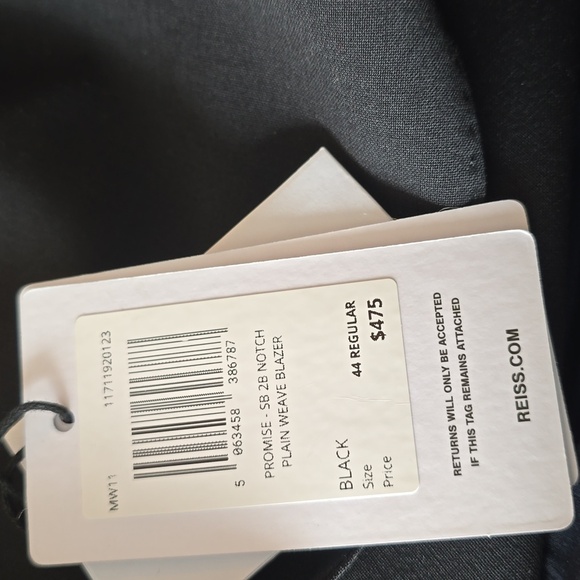 MW11 11711920123
5 063458 386787
PROMISE - SB 2B NOTCH
PLAIN WEAVE BLAZER
BLACK
Size 44 REGULAR
Price $475
RETURNS WILL ONLY BE ACCEPTED
IF THIS TAG REMAINS ATTACHED
REISS.COM